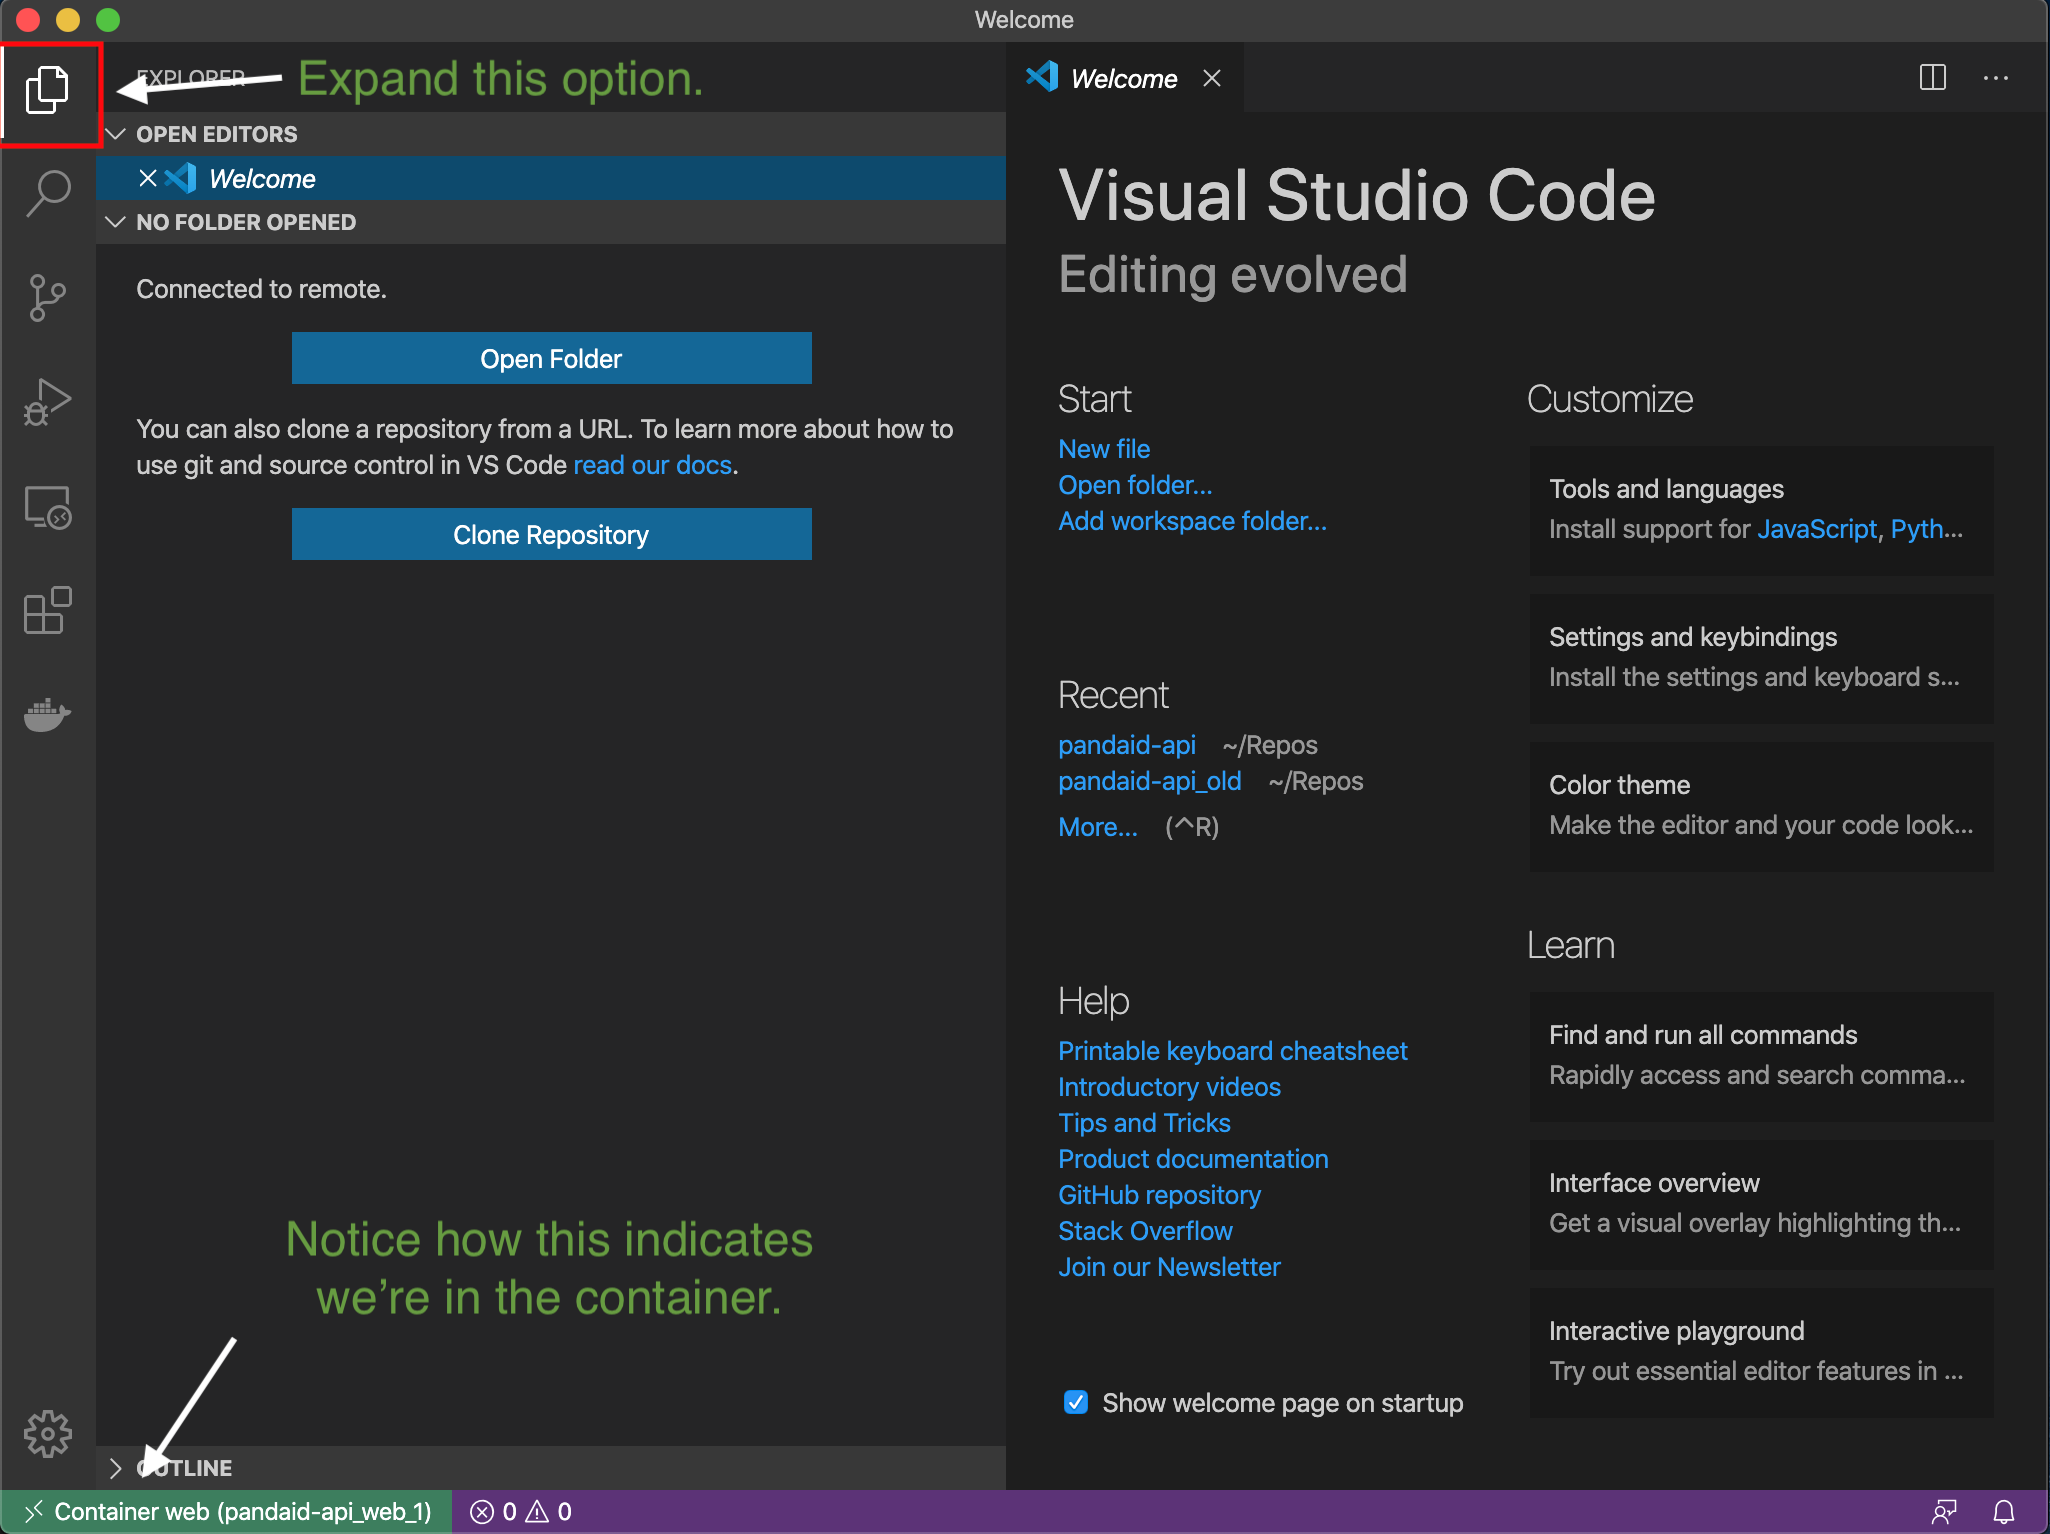 Welcome
EXPLORER
Expand this option.
OPEN EDITORS
Welcome
NO FOLDER OPENED
Connected to remote.
Open Folder
You can also clone a repository from a URL. To learn more about how to
use git and source control in VS Code read our docs.
Clone Repository
Notice how this indicates
we’re in the container.
OUTLINE
Welcome
Visual Studio Code
Editing evolved
Start
New file
Open folder...
Add workspace folder...
Recent
pandaid-api ~/Repos
pandaid-api_old ~/Repos
More... (^R)
Help
Printable keyboard cheatsheet
Introductory videos
Tips and Tricks
Product documentation
GitHub repository
Stack Overflow
Join our Newsletter
Show welcome page on startup
Customize
Tools and languages
Install support for JavaScript, Pyth...
Settings and keybindings
Install the settings and keyboard s...
Color theme
Make the editor and your code look...
Learn
Find and run all commands
Rapidly access and search comma...
Interface overview
Get a visual overlay highlighting th...
Interactive playground
Try out essential editor features in ...
Container web (pandaid-api_web_1) 0 0